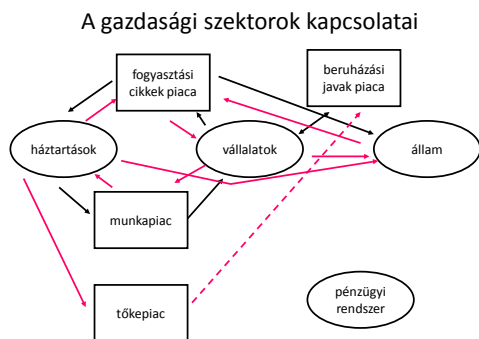 A gazdasági szektorok kapcsolatai
fogyasztási
cikkek piaca
beruházási
javak piaca
háztartások
vállalatok
állam
munkapiac
tőkepiac
pénzügyi
rendszer